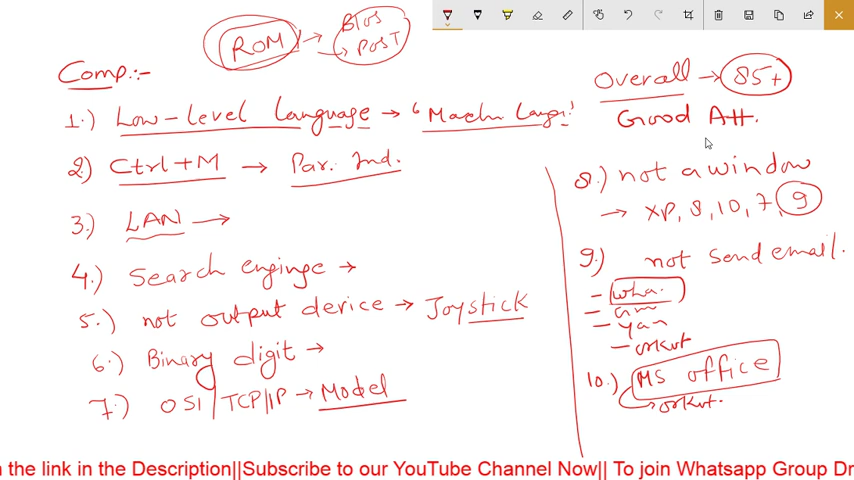 ROM → BIOS
→ POST
Comp.:-
1.) Low-level language → "Machn Lang."
2) Ctrl+M → Par. Ind.
3.) LAN →
4.) Search enginge →
5.) not output device → Joystick
6.) Binary digit →
7.) OSI/TCP/IP → Model
Overall → 85+
Good Att.
8.) not a window
→ XP, 8, 10, 7, 9
9.) not send email.
- wha.
- am
- yan
- orkut
10.) MS office
→ orkut.
n the link in the Description||Subscribe to our YouTube Channel Now|| To join Whatsapp Group Dr